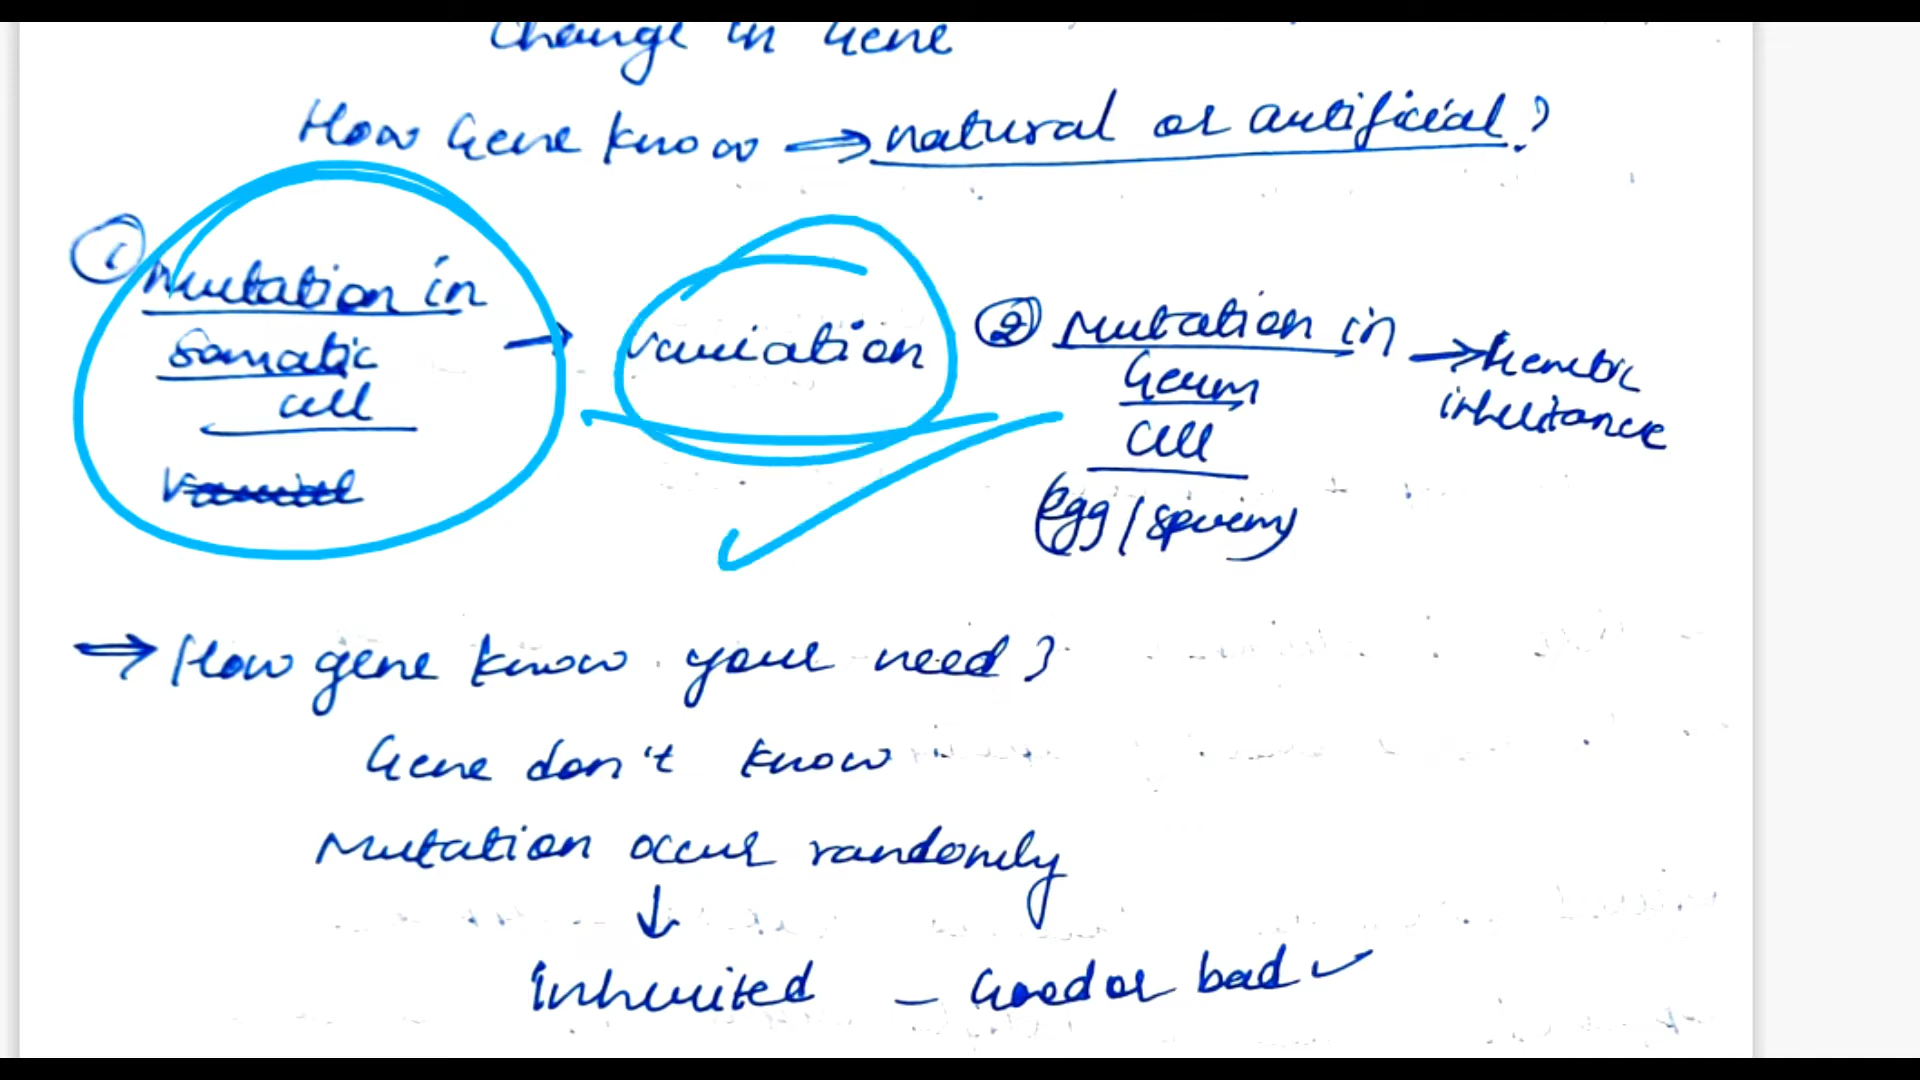 Change in Gene
How Gene know → natural or artificial?
① Mutation in somatic cell → variation
② Mutation in Germ cell → Genetic inheritance
egg / sperm
⇒ How gene know your need?
Gene don't know
Mutation occur randomly
↓
Inherited - Good or bad ✓